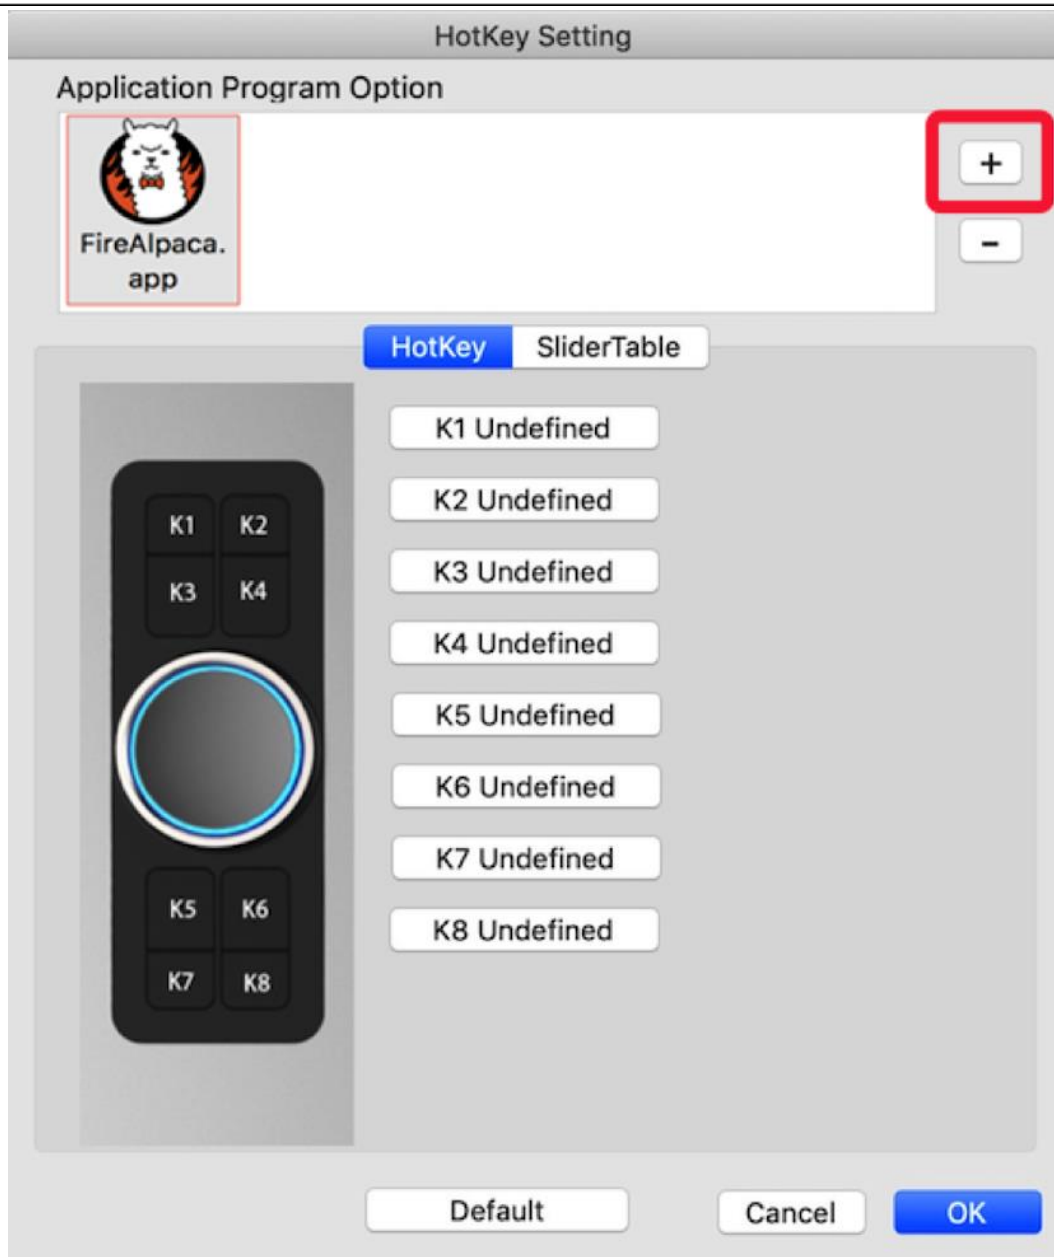 HotKey Setting
Application Program Option
+
FireAlpaca.
app
-
HotKey SliderTable
K1 Undefined
K2 Undefined
K3 Undefined
K4 Undefined
K5 Undefined
K6 Undefined
K7 Undefined
K8 Undefined
K1 K2
K3 K4
K5 K6
K7 K8
Default Cancel OK